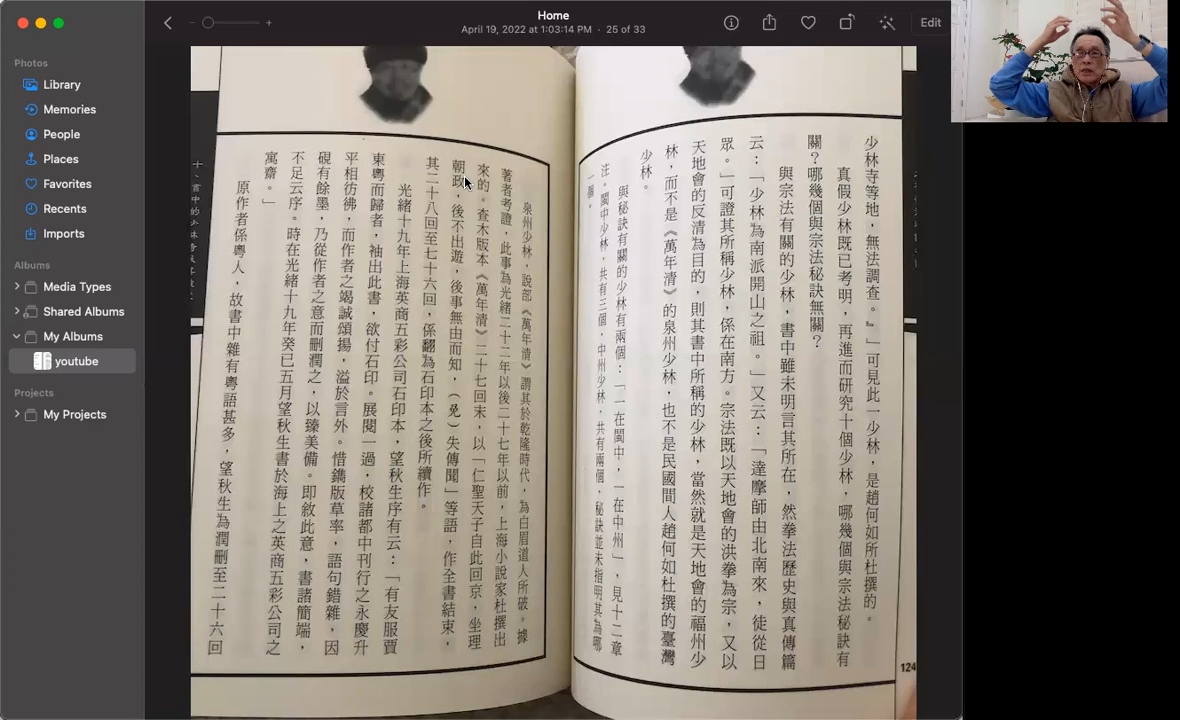 Home
April 19, 2022 at 1:03:14 PM · 25 of 33
Edit
Photos
Library
Memories
People
Places
Favorites
Recents
Imports
Albums
Media Types
Shared Albums
My Albums
youtube
Projects
My Projects
少林寺等地，無法調查。』」可見此一少林，是趙何如所杜撰的。
真假少林既已考明，再進而研究十個少林，哪幾個與宗法秘訣有
關？哪幾個與宗法秘訣無關？
與宗法有關的少林，書中雖未明言其所在，然拳法歷史與真傳篇
云：「少林為南派開山之祖。」又云：「達摩師由北南來，徒從日
眾。」可證其所稱少林，係在南方。宗法既以天地會的洪拳為宗，又以
天地會的反清為目的，則其書中所稱的少林，當然就是天地會的福州少
林，而不是《萬年清》的泉州少林，也不是民國間人趙何如杜撰的臺灣
少林。
與秘訣有關的少林有兩個：「一在閩中，一在中州」，見十二章
注。閩中少林，共有三個，中州少林，共有兩個，秘訣並未指明其為哪
一個。
124
泉州少林，說部《萬年清》謂其於乾隆時代，為白眉道人所破。據
著者考證，此事為光緒二十二年以後二十七年以前，上海小說家杜撰出
來的。查木版本《萬年清》二十七回末，以「仁聖天子自此回京，坐理
朝政，後不出遊，後事無由而知，（免）失傳聞」等語，作全書結束，
其二十八回至七十六回，係翻為石印本之後所續作。
光緒十九年上海英商五彩公司石印本，望秋生序有云：「有友服賈
東粵而歸者，袖出此書，欲付石印。展閱一過，校諸都中刊行之永慶升
平相彷彿，而作者之竭誠頌揚，溢於言外。惜鐫版草率，語句錯雜，因
硯有餘墨，乃從作者之意而刪潤之，以臻美備。即敘此意，書諸簡端，
不足云序。時在光緒十九年癸已五月望秋生書於海上之英商五彩公司之
寓齋。」
原作者係粵人，故書中雜有粵語甚多，望秋生為潤刪至二十六回